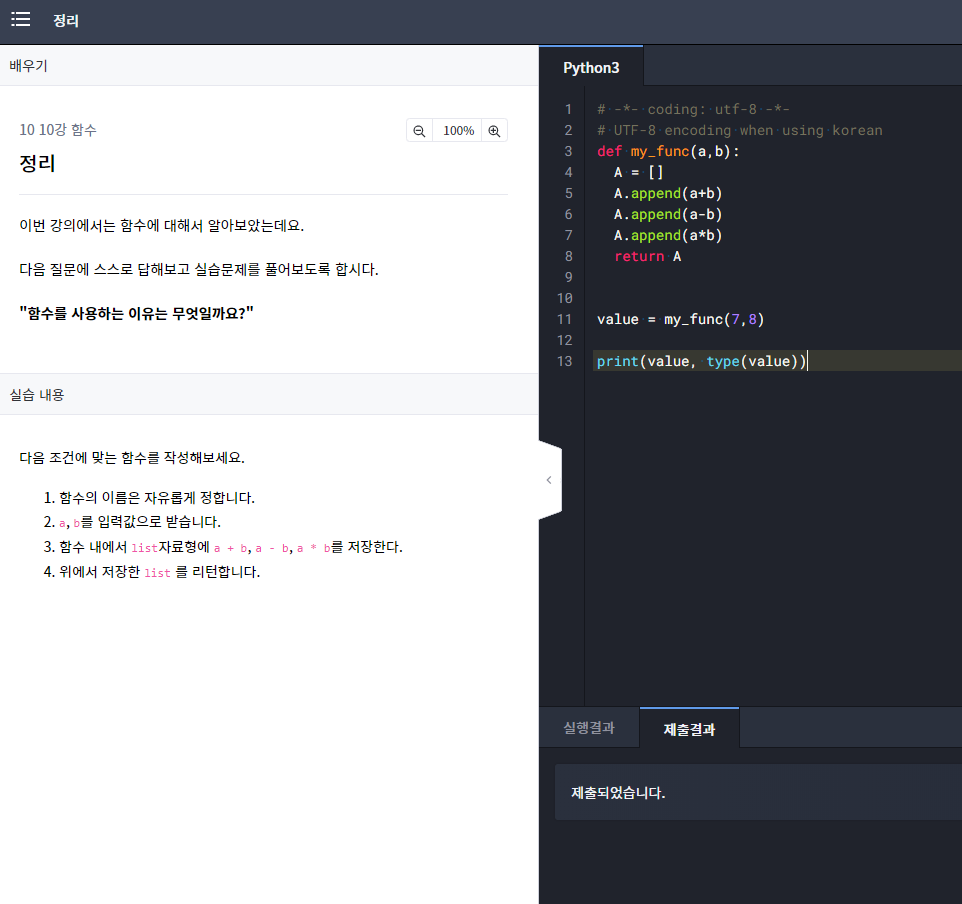 정리
배우기
10 10강 함수
100%
정리
이번 강의에서는 함수에 대해서 알아보았는데요.
다음 질문에 스스로 답해보고 실습문제를 풀어보도록 합시다.
"함수를 사용하는 이유는 무엇일까요?"
실습 내용
다음 조건에 맞는 함수를 작성해보세요.
1. 함수의 이름은 자유롭게 정합니다.
2. a, b를 입력값으로 받습니다.
3. 함수 내에서 list자료형에 a + b, a - b, a * b를 저장한다.
4. 위에서 저장한 list 를 리턴합니다.
Python3
1 # -*- coding: utf-8 -*-
2 # UTF-8 encoding when using korean
3 def my_func(a,b):
4   A = []
5   A.append(a+b)
6   A.append(a-b)
7   A.append(a*b)
8   return A
9
10
11 value = my_func(7,8)
12
13 print(value, type(value))
실행결과
제출결과
제출되었습니다.